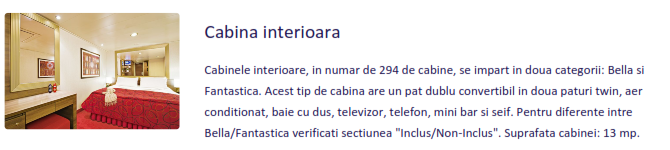 Cabina interioara
Cabinele interioare, in numar de 294 de cabine, se impart in doua categorii: Bella si
Fantastica. Acest tip de cabina are un pat dublu convertibil in doua paturi twin, aer
conditionat, baie cu dus, televizor, telefon, mini bar si seif. Pentru diferente intre
Bella/Fantastica verificati sectiunea "Inclus/Non-Inclus". Suprafata cabinei: 13 mp.